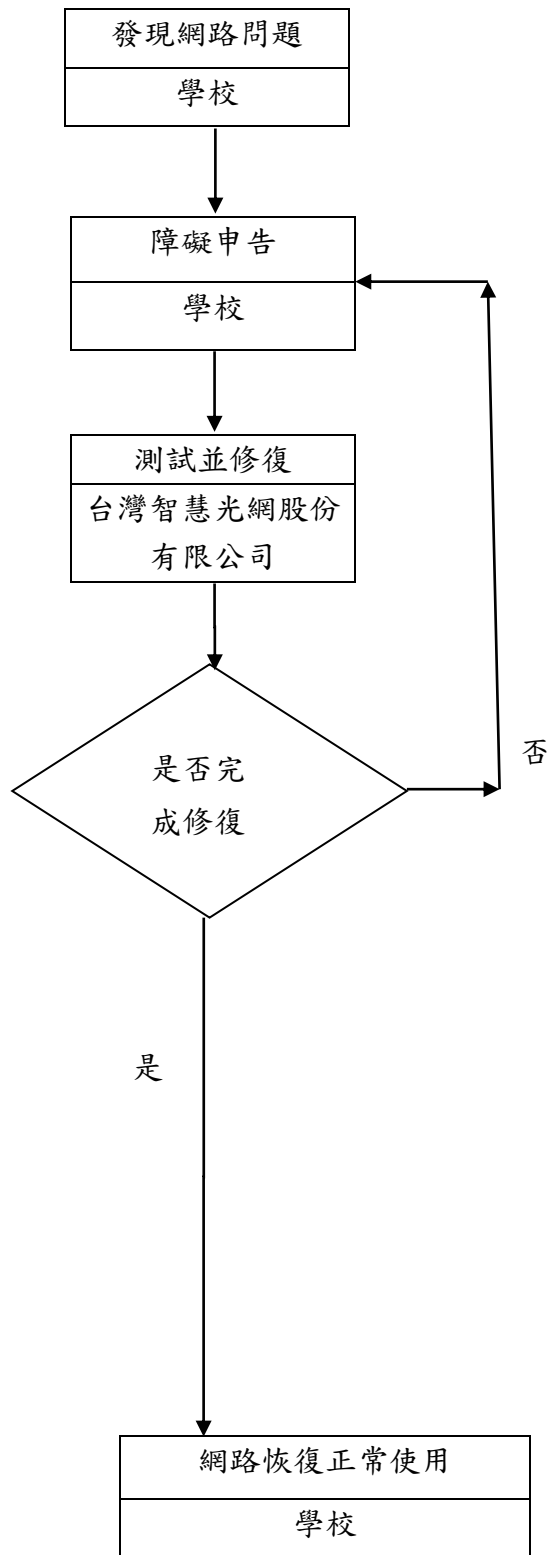 發現網路問題
學校
障礙申告
學校
測試並修復
台灣智慧光網股份
有限公司
是否完
成修復
否
是
網路恢復正常使用
學校